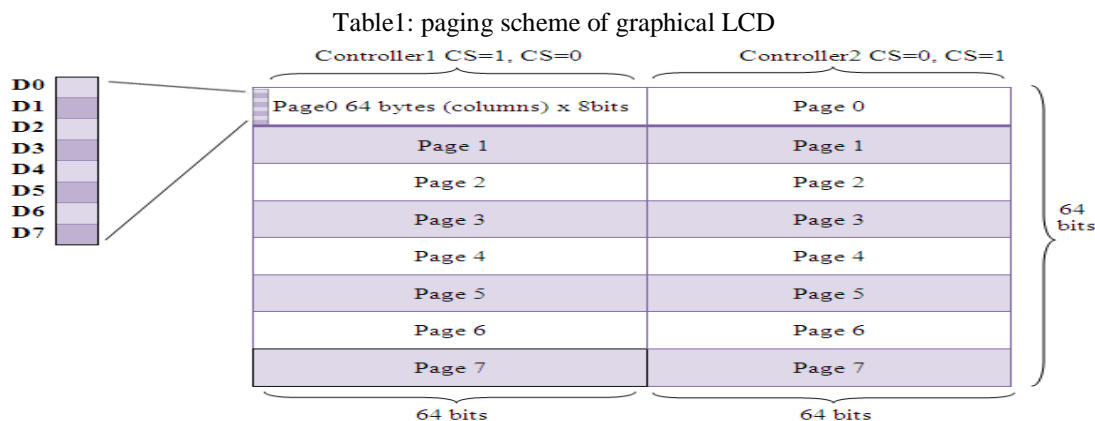 Table1: paging scheme of graphical LCD
Controller1 CS=1, CS=0
Controller2 CS=0, CS=1
D0
D1
D2
D3
D4
D5
D6
D7
Page0 64 bytes (columns) x 8bits
Page 0
Page 1
Page 1
Page 2
Page 2
Page 3
Page 3
Page 4
Page 4
Page 5
Page 5
Page 6
Page 6
Page 7
Page 7
64
bits
64 bits
64 bits